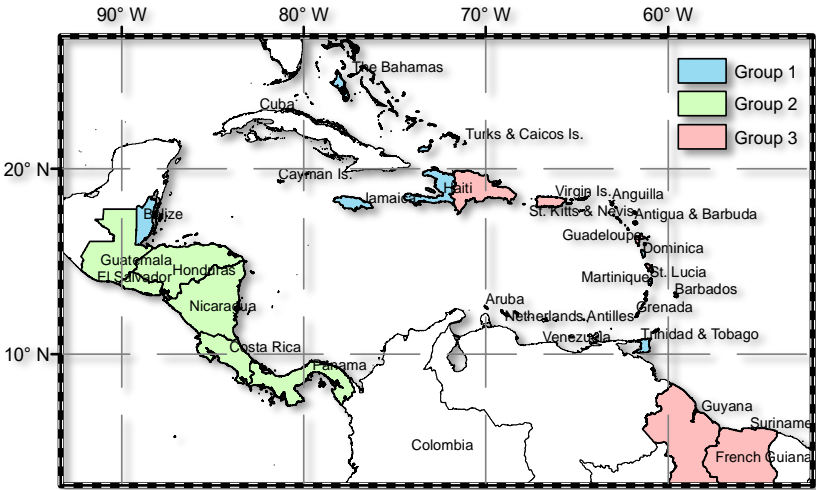 90° W 80° W 70° W 60° W
The Bahamas
Group 1
Group 2
Cuba
Turks & Caicos Is.
Group 3
20° N
Cayman Is.
Jamaica
Haiti
Virgin Is.
Anguilla
Belize
St. Kitts & Nevis
Antigua & Barbuda
Guadeloupe
Dominica
Guatemala
Honduras
El Salvador
Martinique
St. Lucia
Barbados
Nicaragua
Aruba
Grenada
Netherlands Antilles
Costa Rica
Venezuela
Trinidad & Tobago
10° N
Panama
Guyana
Suriname
Colombia
French Guiana